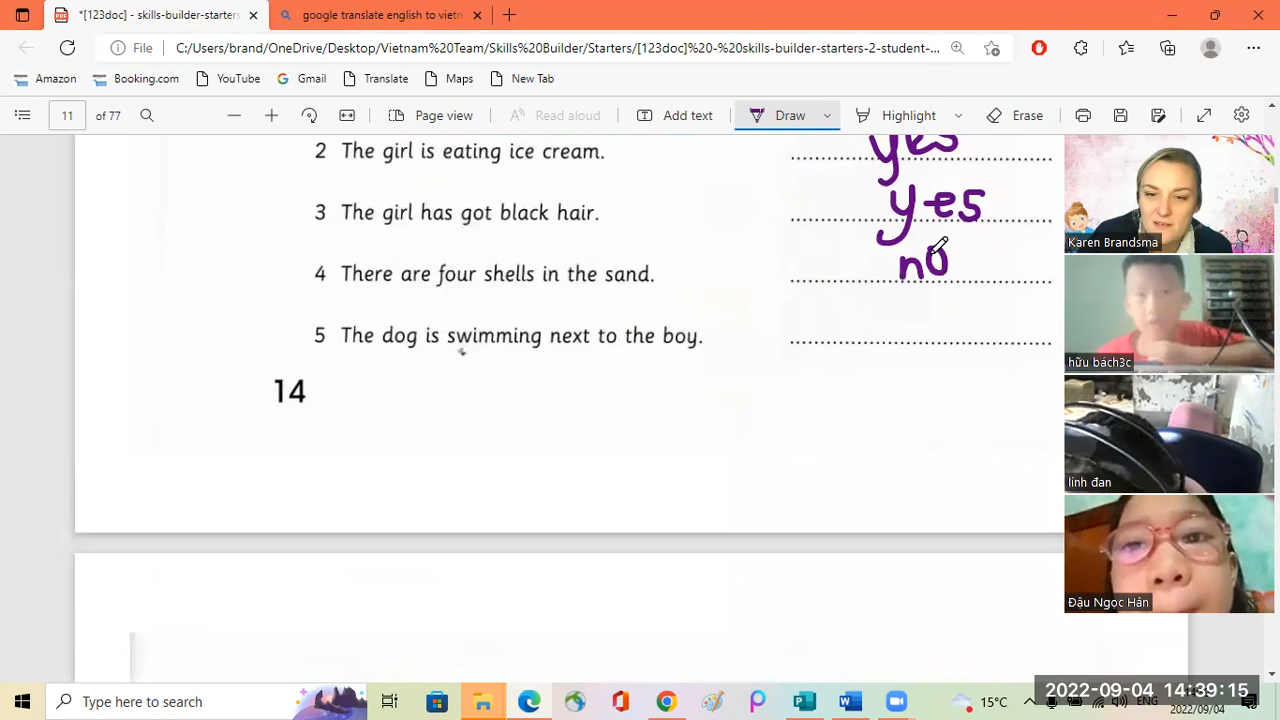 *[123doc] - skills-builder-starters
google translate english to vietn
File
C:/Users/brand/OneDrive/Desktop/Vietnam%20Team/Skills%20Builder/Starters/[123doc]%20-%20skills-builder-starters-2-student-...
Amazon
Booking.com
YouTube
Gmail
Translate
Maps
New Tab
11 of 77
Page view
Read aloud
Add text
Draw
Highlight
Erase
2 The girl is eating ice cream. yes
3 The girl has got black hair. yes
4 There are four shells in the sand. no
5 The dog is swimming next to the boy.
14
Karen Brandsma
hữu bách3c
linh đan
Đậu Ngọc Hân
Type here to search
15°C
ENG
2022-09-04 14:39:15
2022/09/04